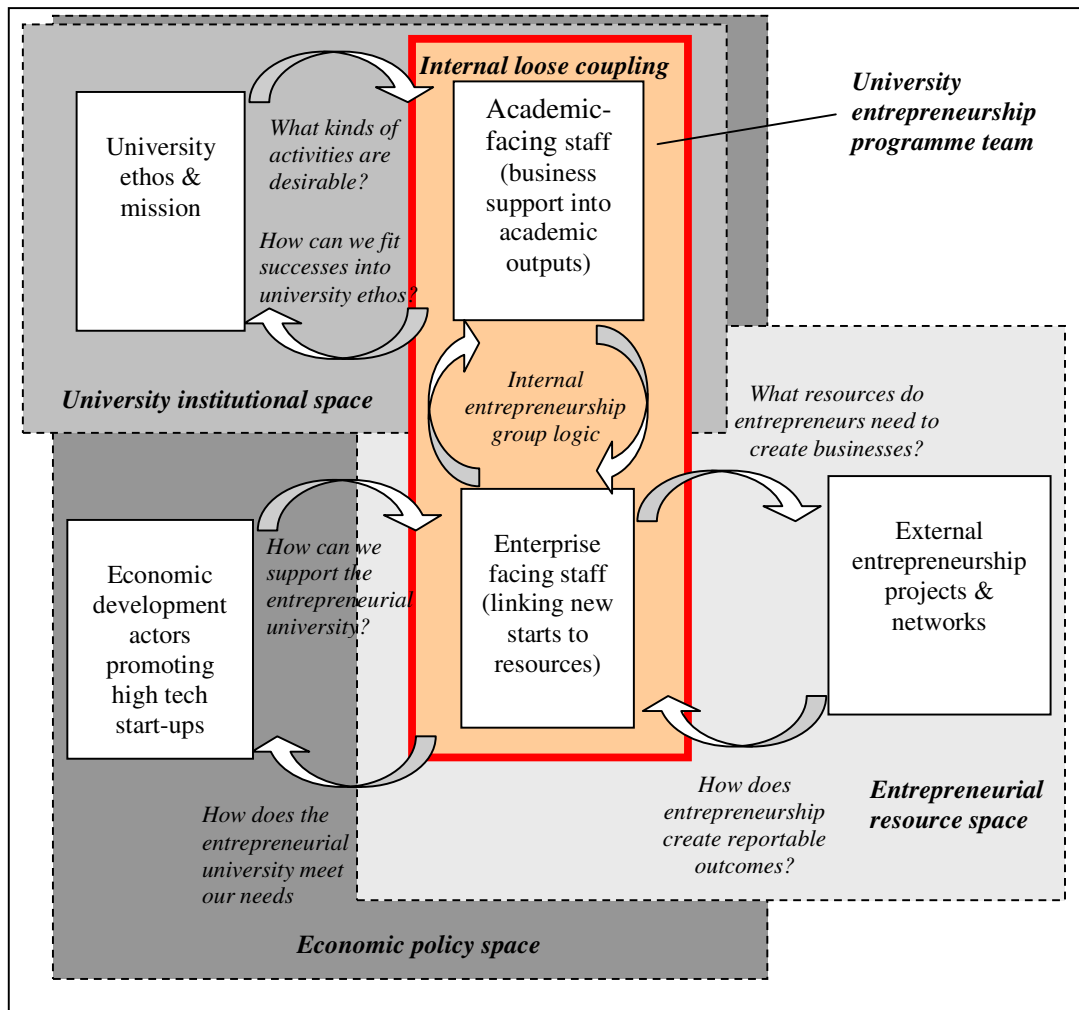 Internal loose coupling
University
entrepreneurship
programme team
University
ethos &
mission
What kinds of
activities are
desirable?
How can we fit
successes into
university ethos?
Academic-
facing staff
(business
support into
academic
outputs)
University institutional space
Internal
entrepreneurship
group logic
What resources do
entrepreneurs need to
create businesses?
Economic
development
actors
promoting
high tech
start-ups
How can we
support the
entrepreneurial
university?
Enterprise
facing staff
(linking new
starts to
resources)
External
entrepreneurship
projects &
networks
How does the
entrepreneurial
university meet
our needs
How does
entrepreneurship
create reportable
outcomes?
Entrepreneurial
resource space
Economic policy space